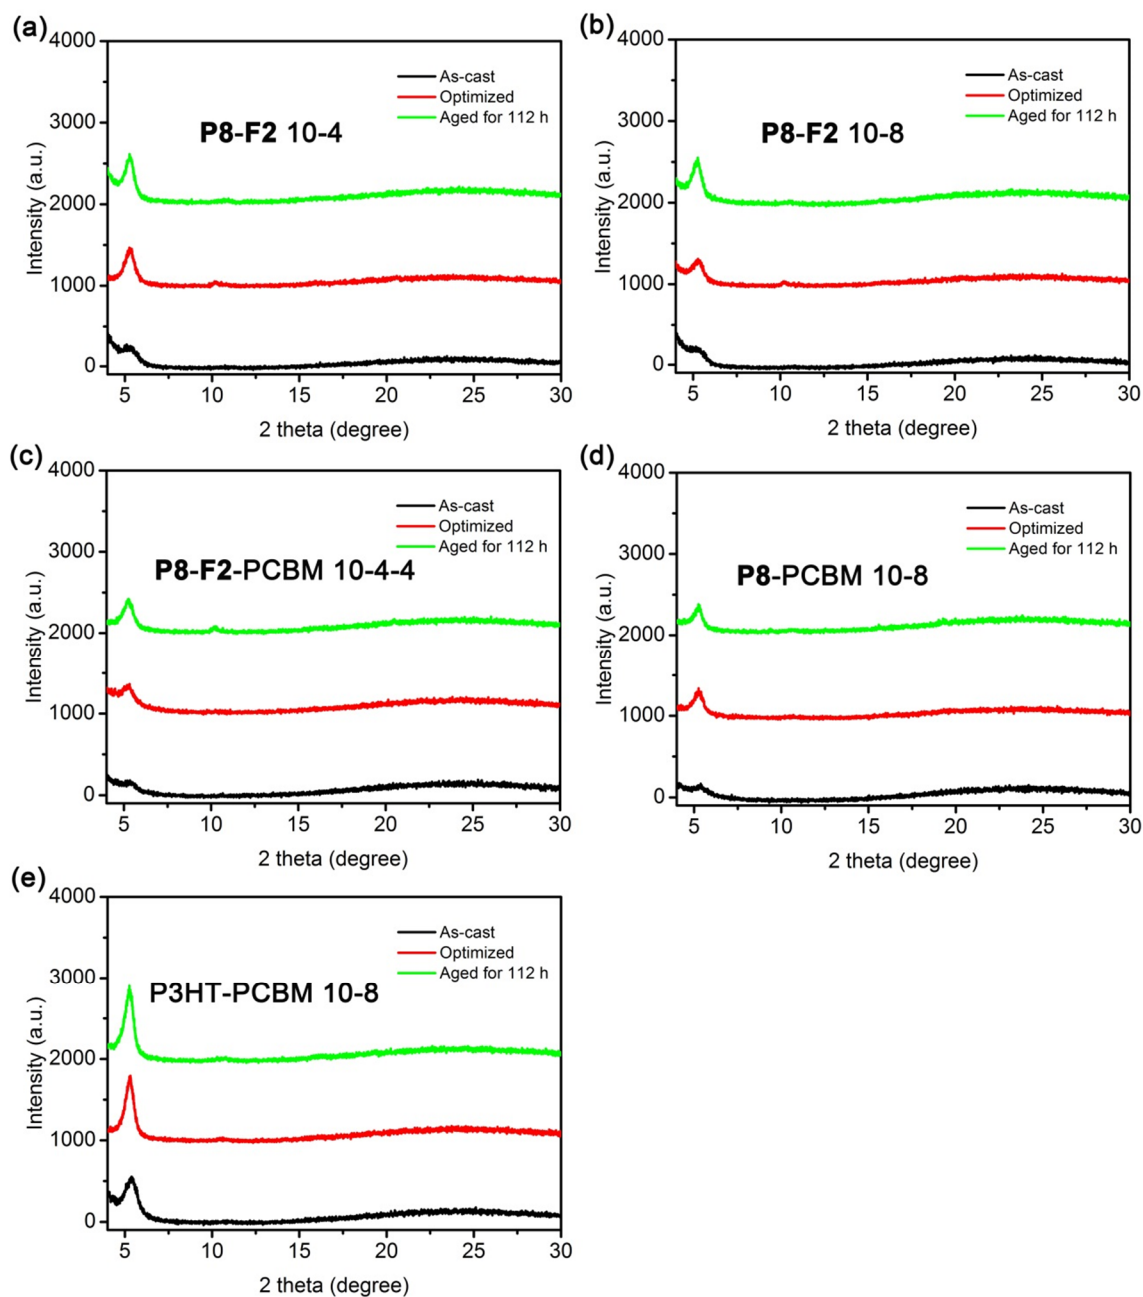 (a)
4000
3000
2000
1000
0
Intensity (a.u.)
As-cast
Optimized
Aged for 112 h
P8-F2 10-4
5
10
15
20
25
30
2 theta (degree)
(b)
4000
3000
2000
1000
0
Intensity (a.u.)
As-cast
Optimized
Aged for 112 h
P8-F2 10-8
5
10
15
20
25
30
2 theta (degree)
(c)
4000
3000
2000
1000
0
Intensity (a.u.)
As-cast
Optimized
Aged for 112 h
P8-F2-PCBM 10-4-4
5
10
15
20
25
30
2 theta (degree)
(d)
4000
3000
2000
1000
0
Intensity (a.u.)
As-cast
Optimized
Aged for 112 h
P8-PCBM 10-8
5
10
15
20
25
30
2 theta (degree)
(e)
4000
3000
2000
1000
0
Intensity (a.u.)
As-cast
Optimized
Aged for 112 h
P3HT-PCBM 10-8
5
10
15
20
25
30
2 theta (degree)